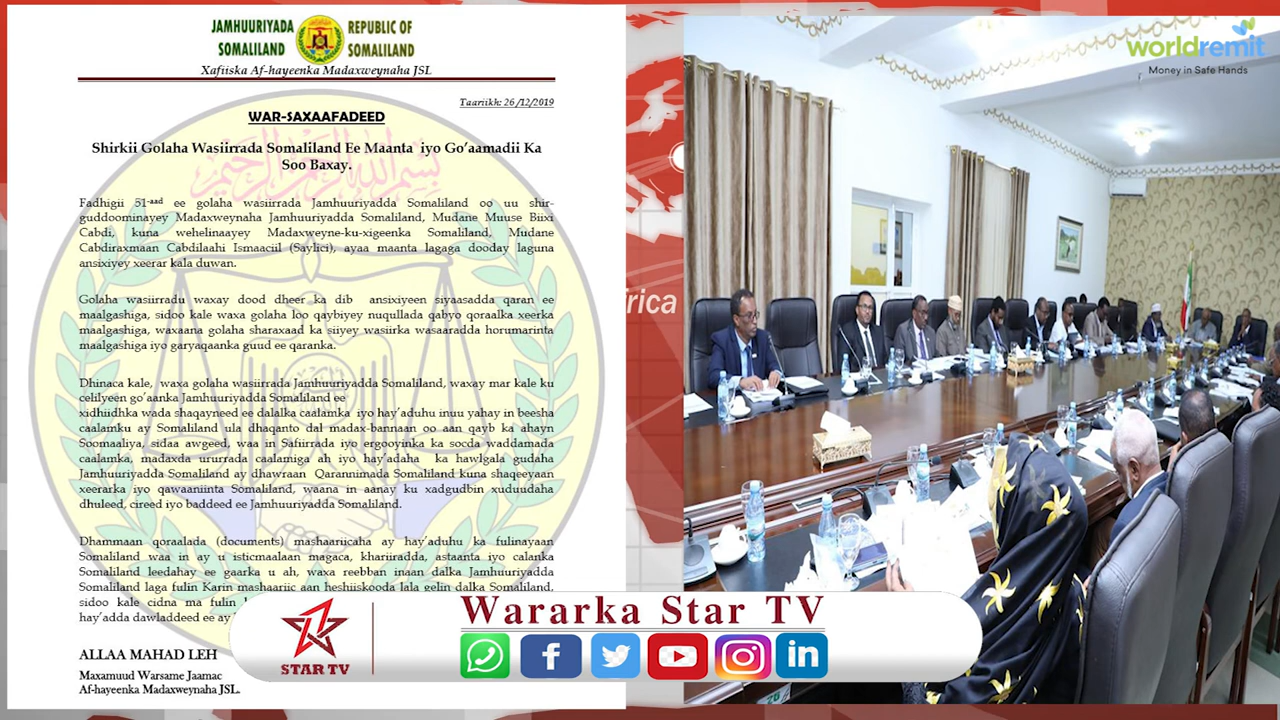 JAMHUURIYADA
SOMALILAND
REPUBLIC OF
SOMALILAND
Xafiiska Af-hayeenka Madaxweynaha JSL
Taariikh: 26/12/2019
WAR-SAXAAFADEED
Shirkii Golaha Wasiirrada Somaliland Ee Maanta iyo Go'aamadii Ka
Soo Baxay.
بسم الله الرحمن الرحيم
Fadhigii 51-aad ee golaha wasiirrada Jamhuuriyadda Somaliland oo uu shir-
guddoominayey Madaxweynaha Jamhuuriyadda Somaliland, Mudane Muuse Biixi
Cabdi, kuna wehelinaayey Madaxweyne-ku-xigeenka Somaliland, Mudane
Cabdiraxmaan Cabdilaahi Ismaaciil (Saylici), ayaa maanta lagaga dooday laguna
ansixiyey xeerar kala duwan.
Golaha wasiirradu waxay dood dheer ka dib ansixiyeen siyaasadda qaran ee
maalgashiga, sidoo kale waxa golaha loo qaybiyey nuqullada qabyo qoraalka xeerka
maalgashiga, waxaana golaha sharaxaad ka siiyey wasiirka wasaaradda horumarinta
maalgashiga iyo garyaqaanka guud ee qaranka.
Dhinaca kale, waxa golaha wasiirrada Jamhuuriyadda Somaliland, waxay mar kale ku
celilyeen go'aanka Jamhuuriyadda Somaliland ee
xidhiidhka wada shaqayneed ee dalalka caalamka iyo hay'aduhu inuu yahay in beesha
caalamku ay Somaliland ula dhaqanto dal madax-bannaan oo aan qayb ka ahayn
Soomaaliya, sidaa awgeed, waa in Safiirrada iyo ergooyinka ka socda waddamada
caalamka, madaxda ururrada caalamiga ah iyo hay'adaha ka hawlgala gudaha
Jamhuuriyadda Somaliland ay dhawraan Qarannimada Somaliland kuna shaqeeyaan
xeerarka iyo qawaaniinta Somaliland, waana in aanay ku xadgudbin xuduudaha
dhuleed, cireed iyo baddeed ee Jamhuuriyadda Somaliland.
Dhammaan qoraalada (documents) mashaariicaha ay hay'aduhu ka fulinayaan
Somaliland waa in ay u isticmaalaan magaca, khariiradda, astaanta iyo calanka
Somaliland leedahay ee gaarka u ah, waxa reebban inaan dalka Jamhuuriyadda
Somaliland laga fulin Karin mashaariic aan heshiiskooda lala gelin dalka Somaliland,
sidoo kale cidna ma fulin
hay'adda dawladdeed ee ay
ALLAA MAHAD LEH
Maxamuud Warsame Jaamac
Af-hayeenka Madaxweynaha JSL.
worldremit
Money in Safe Hands
frica
STAR TV
Wararka Star TV